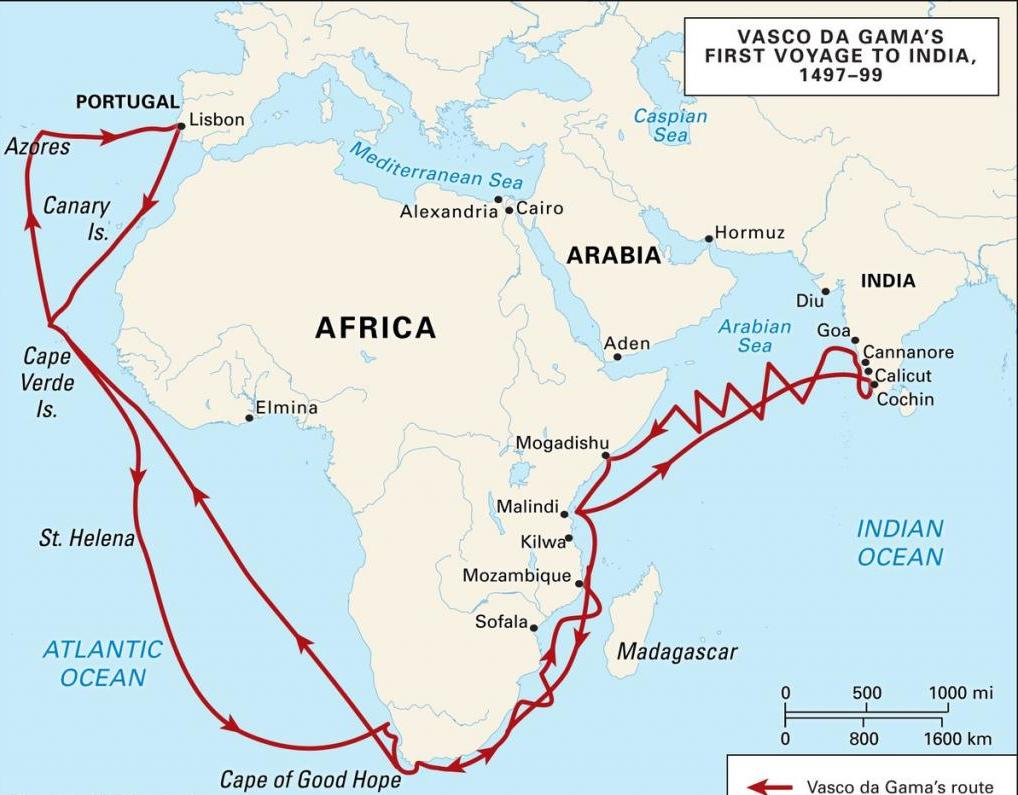 VASCO DA GAMA'S
FIRST VOYAGE TO INDIA,
1497–99
PORTUGAL
Lisbon
Azores
Caspian
Sea
Mediterranean Sea
Canary
Is.
Alexandria
Cairo
Hormuz
ARABIA
INDIA
Diu
AFRICA
Arabian
Sea
Goa
Aden
Cannanore
Cape
Verde
Is.
Calicut
Cochin
Elmina
Mogadishu
Malindi
St. Helena
Kilwa
INDIAN
OCEAN
Mozambique
Sofala
ATLANTIC
OCEAN
Madagascar
0 500 1000 mi
0 800 1600 km
Cape of Good Hope
Vasco da Gama's route